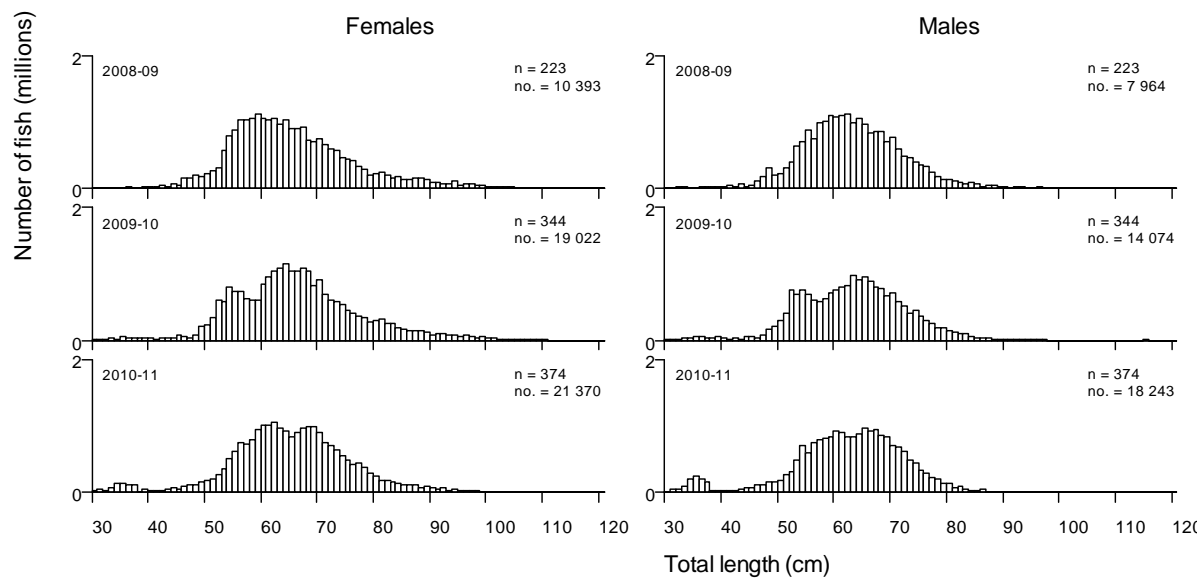 Females
Males
Number of fish (millions)
2
0
2008-09
n = 223
no. = 10 393
2
0
2008-09
n = 223
no. = 7 964
2
0
2009-10
n = 344
no. = 19 022
2
0
2009-10
n = 344
no. = 14 074
2
0
2010-11
n = 374
no. = 21 370
2
0
2010-11
n = 374
no. = 18 243
30 40 50 60 70 80 90 100 110 120
30 40 50 60 70 80 90 100 110 120
Total length (cm)